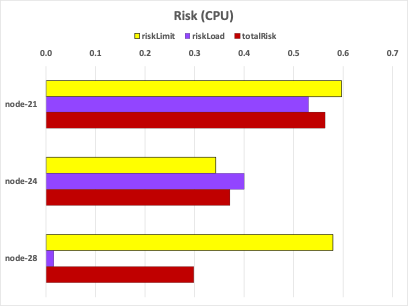 Risk (CPU)
riskLimit riskLoad totalRisk
0.0 0.1 0.2 0.3 0.4 0.5 0.6 0.7
node-21
node-24
node-28